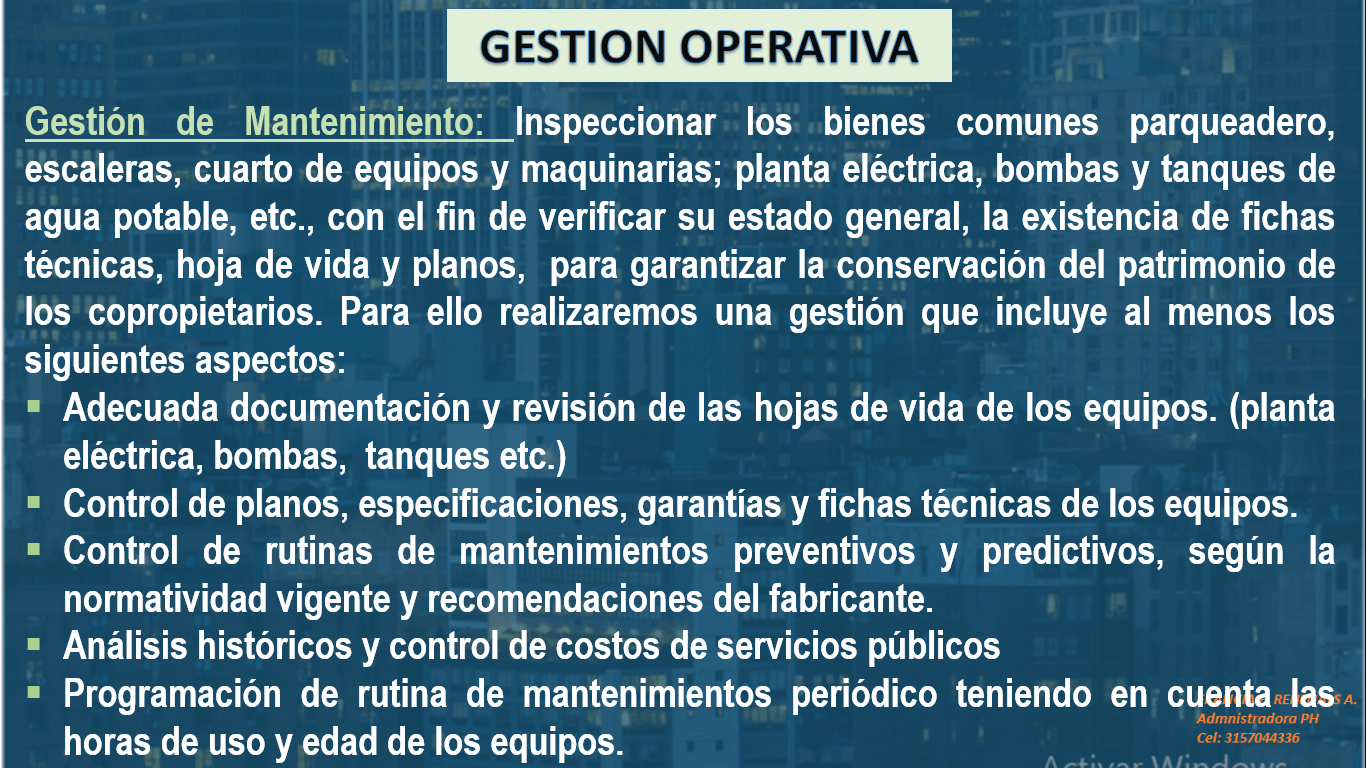 GESTION OPERATIVA
Gestión de Mantenimiento: Inspeccionar los bienes comunes parqueadero,
escaleras, cuarto de equipos y maquinarias; planta eléctrica, bombas y tanques de
agua potable, etc., con el fin de verificar su estado general, la existencia de fichas
técnicas, hoja de vida y planos, para garantizar la conservación del patrimonio de
los copropietarios. Para ello realizaremos una gestión que incluye al menos los
siguientes aspectos:
▪ Adecuada documentación y revisión de las hojas de vida de los equipos. (planta
eléctrica, bombas, tanques etc.)
▪ Control de planos, especificaciones, garantías y fichas técnicas de los equipos.
▪ Control de rutinas de mantenimientos preventivos y predictivos, según la
normatividad vigente y recomendaciones del fabricante.
▪ Análisis históricos y control de costos de servicios públicos
▪ Programación de rutina de mantenimientos periódico teniendo en cuenta las
horas de uso y edad de los equipos.
A.
Admnistradora PH
Cel: 3157044336
Activar Windows